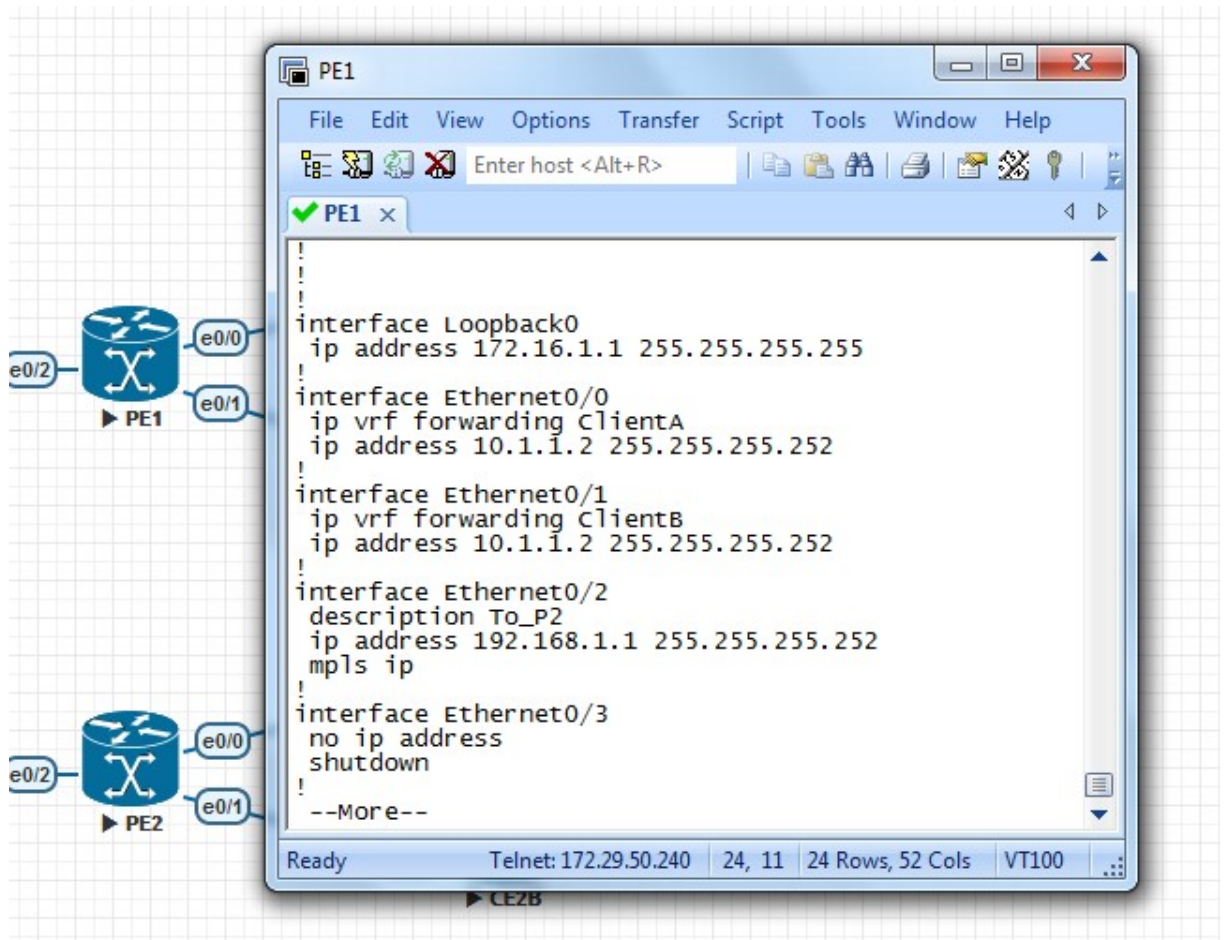 PE1
File Edit View Options Transfer Script Tools Window Help
Enter host <Alt+R>
PE1
!
!
!
interface Loopback0
ip address 172.16.1.1 255.255.255.255
!
interface Ethernet0/0
ip vrf forwarding ClientA
ip address 10.1.1.2 255.255.255.252
!
interface Ethernet0/1
ip vrf forwarding ClientB
ip address 10.1.1.2 255.255.255.252
!
interface Ethernet0/2
description To_P2
ip address 192.168.1.1 255.255.255.252
mpls ip
!
interface Ethernet0/3
no ip address
shutdown
!
--More--
Ready Telnet: 172.29.50.240 24, 11 24 Rows, 52 Cols VT100
e0/0
e0/2
e0/1
PE1
e0/0
e0/2
e0/1
PE2
CE2B